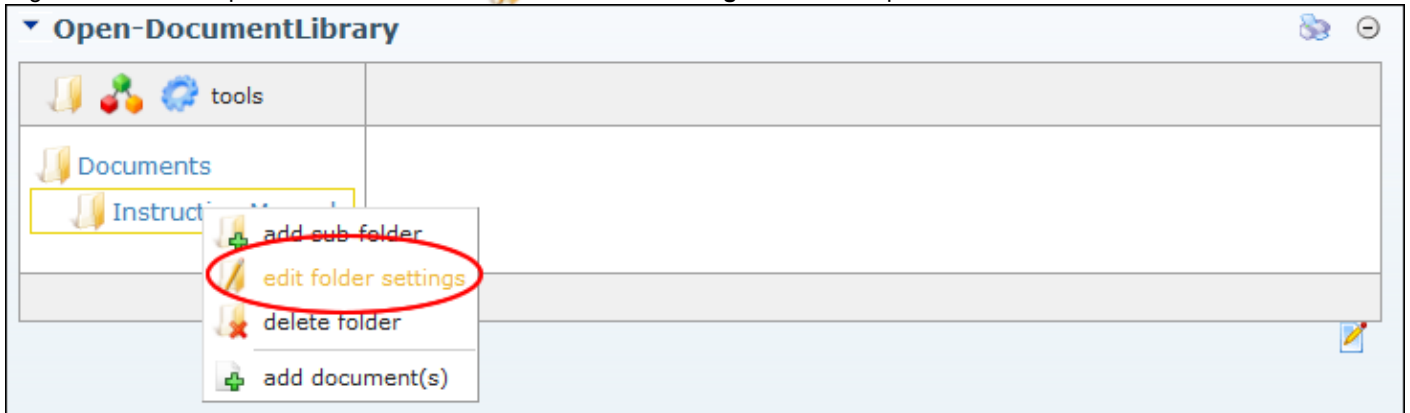 Open-DocumentLibrary
tools
Documents
add sub folder
edit folder settings
delete folder
add document(s)